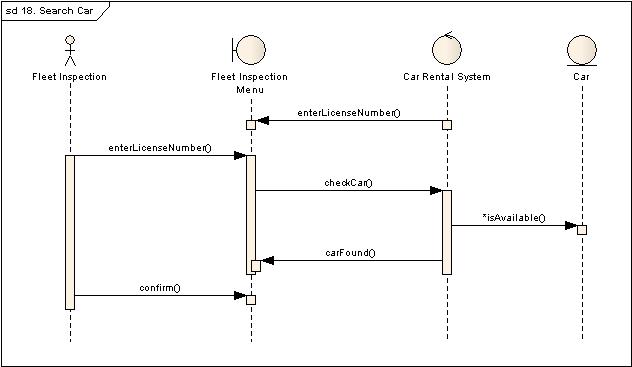 sd 18. Search Car
Fleet Inspection
Fleet Inspection
Menu
Car Rental System
Car
enterLicenseNumber()
enterLicenseNumber()
checkCar()
*isAvailable()
carFound()
confirm()